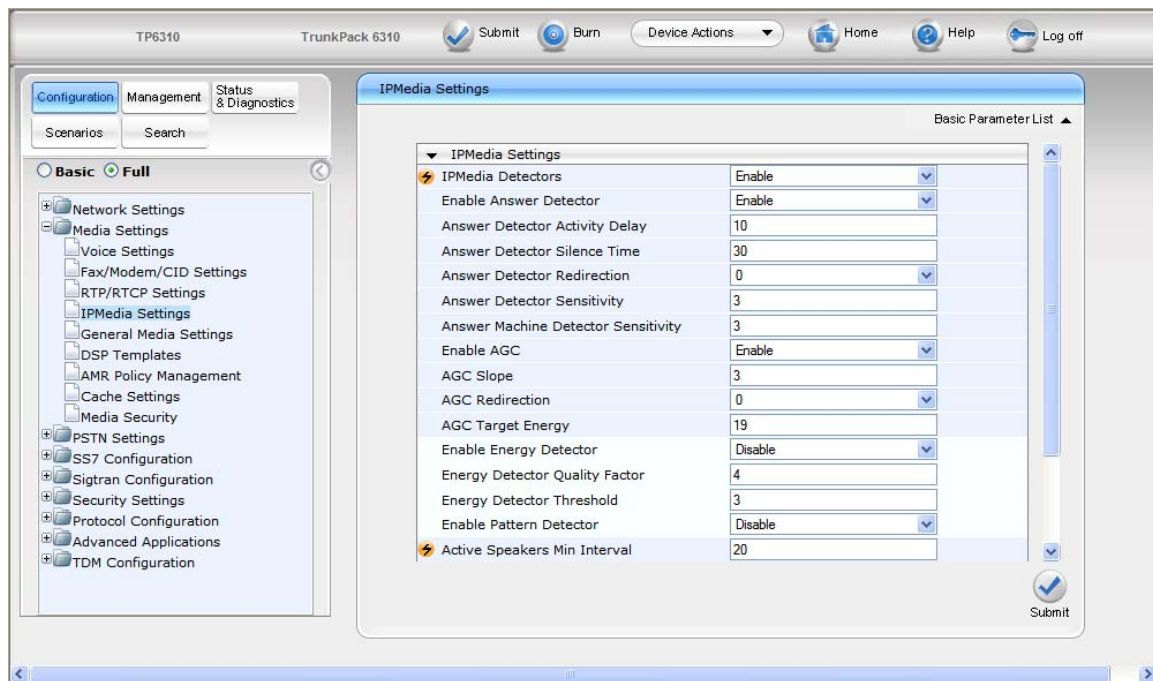 TP6310 TrunkPack 6310 Submit Burn Device Actions Home Help Log off
Configuration Management Status & Diagnostics
Scenarios Search
Basic Full
Network Settings
Media Settings
Voice Settings
Fax/Modem/CID Settings
RTP/RTCP Settings
IPMedia Settings
General Media Settings
DSP Templates
AMR Policy Management
Cache Settings
Media Security
PSTN Settings
SS7 Configuration
Sigtran Configuration
Security Settings
Protocol Configuration
Advanced Applications
TDM Configuration
IPMedia Settings
Basic Parameter List
IPMedia Settings
IPMedia Detectors Enable
Enable Answer Detector Enable
Answer Detector Activity Delay 10
Answer Detector Silence Time 30
Answer Detector Redirection 0
Answer Detector Sensitivity 3
Answer Machine Detector Sensitivity 3
Enable AGC Enable
AGC Slope 3
AGC Redirection 0
AGC Target Energy 19
Enable Energy Detector Disable
Energy Detector Quality Factor 4
Energy Detector Threshold 3
Enable Pattern Detector Disable
Active Speakers Min Interval 20
Submit